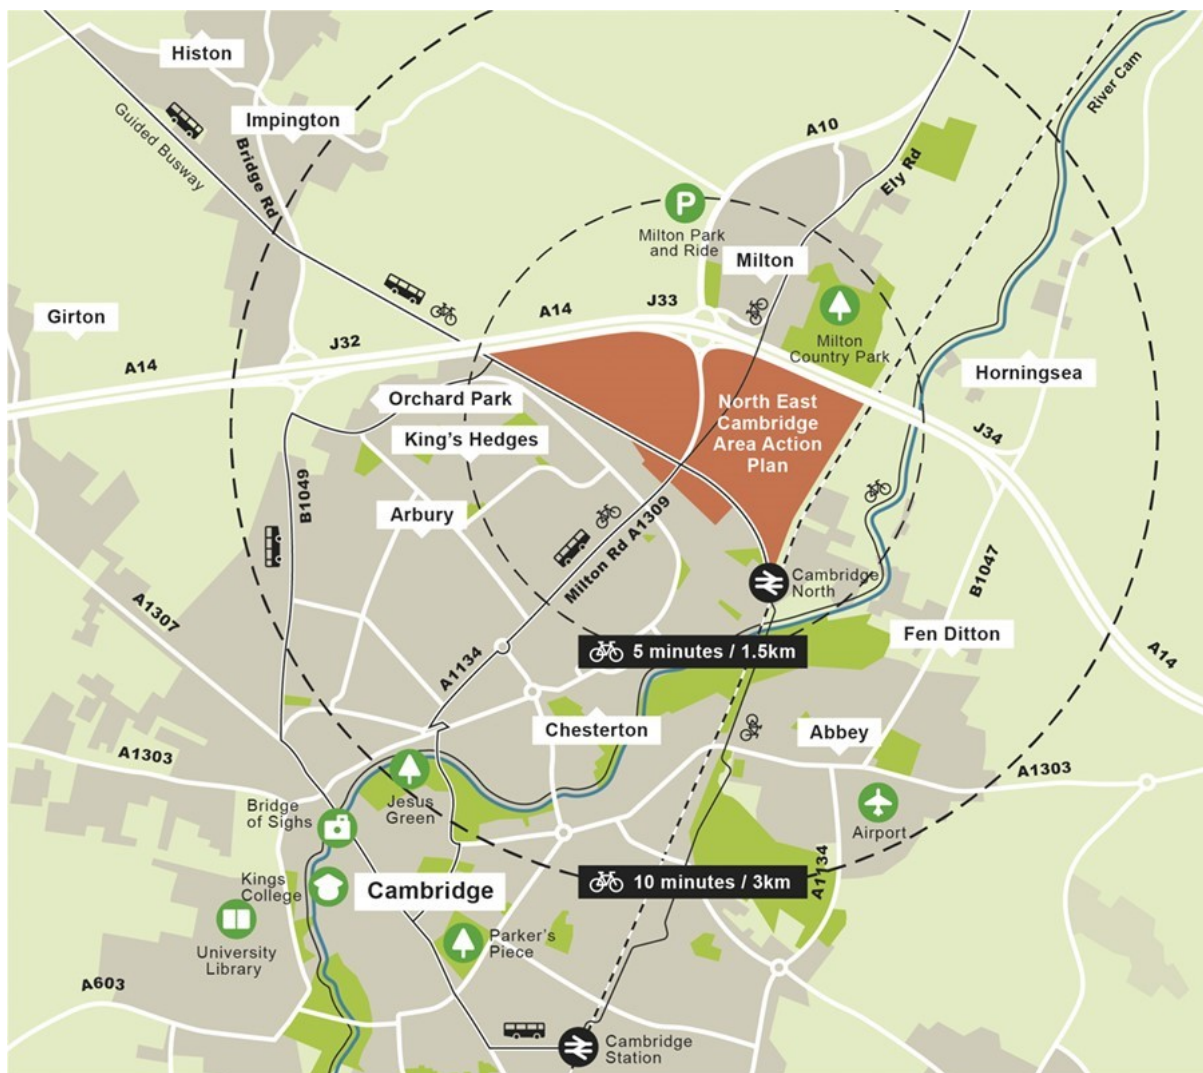 Histon
Impington
Guided Busway
Bridge Rd
A10
Ely Rd
River Cam
Milton Park
and Ride
Milton
Girton
A14
J32
A14
J33
Milton
Country Park
Horningsea
Orchard Park
King's Hedges
North East
Cambridge
Area Action
Plan
J34
B1049
Arbury
Milton Rd A1309
Cambridge
North
B1047
A1307
Fen Ditton
5 minutes / 1.5km
A14
A1134
Chesterton
Abbey
A1303
A1303
Jesus
Green
Bridge
of Sighs
Airport
Kings
College
Cambridge
10 minutes / 3km
A1134
University
Library
Parker's
Piece
A603
Cambridge
Station